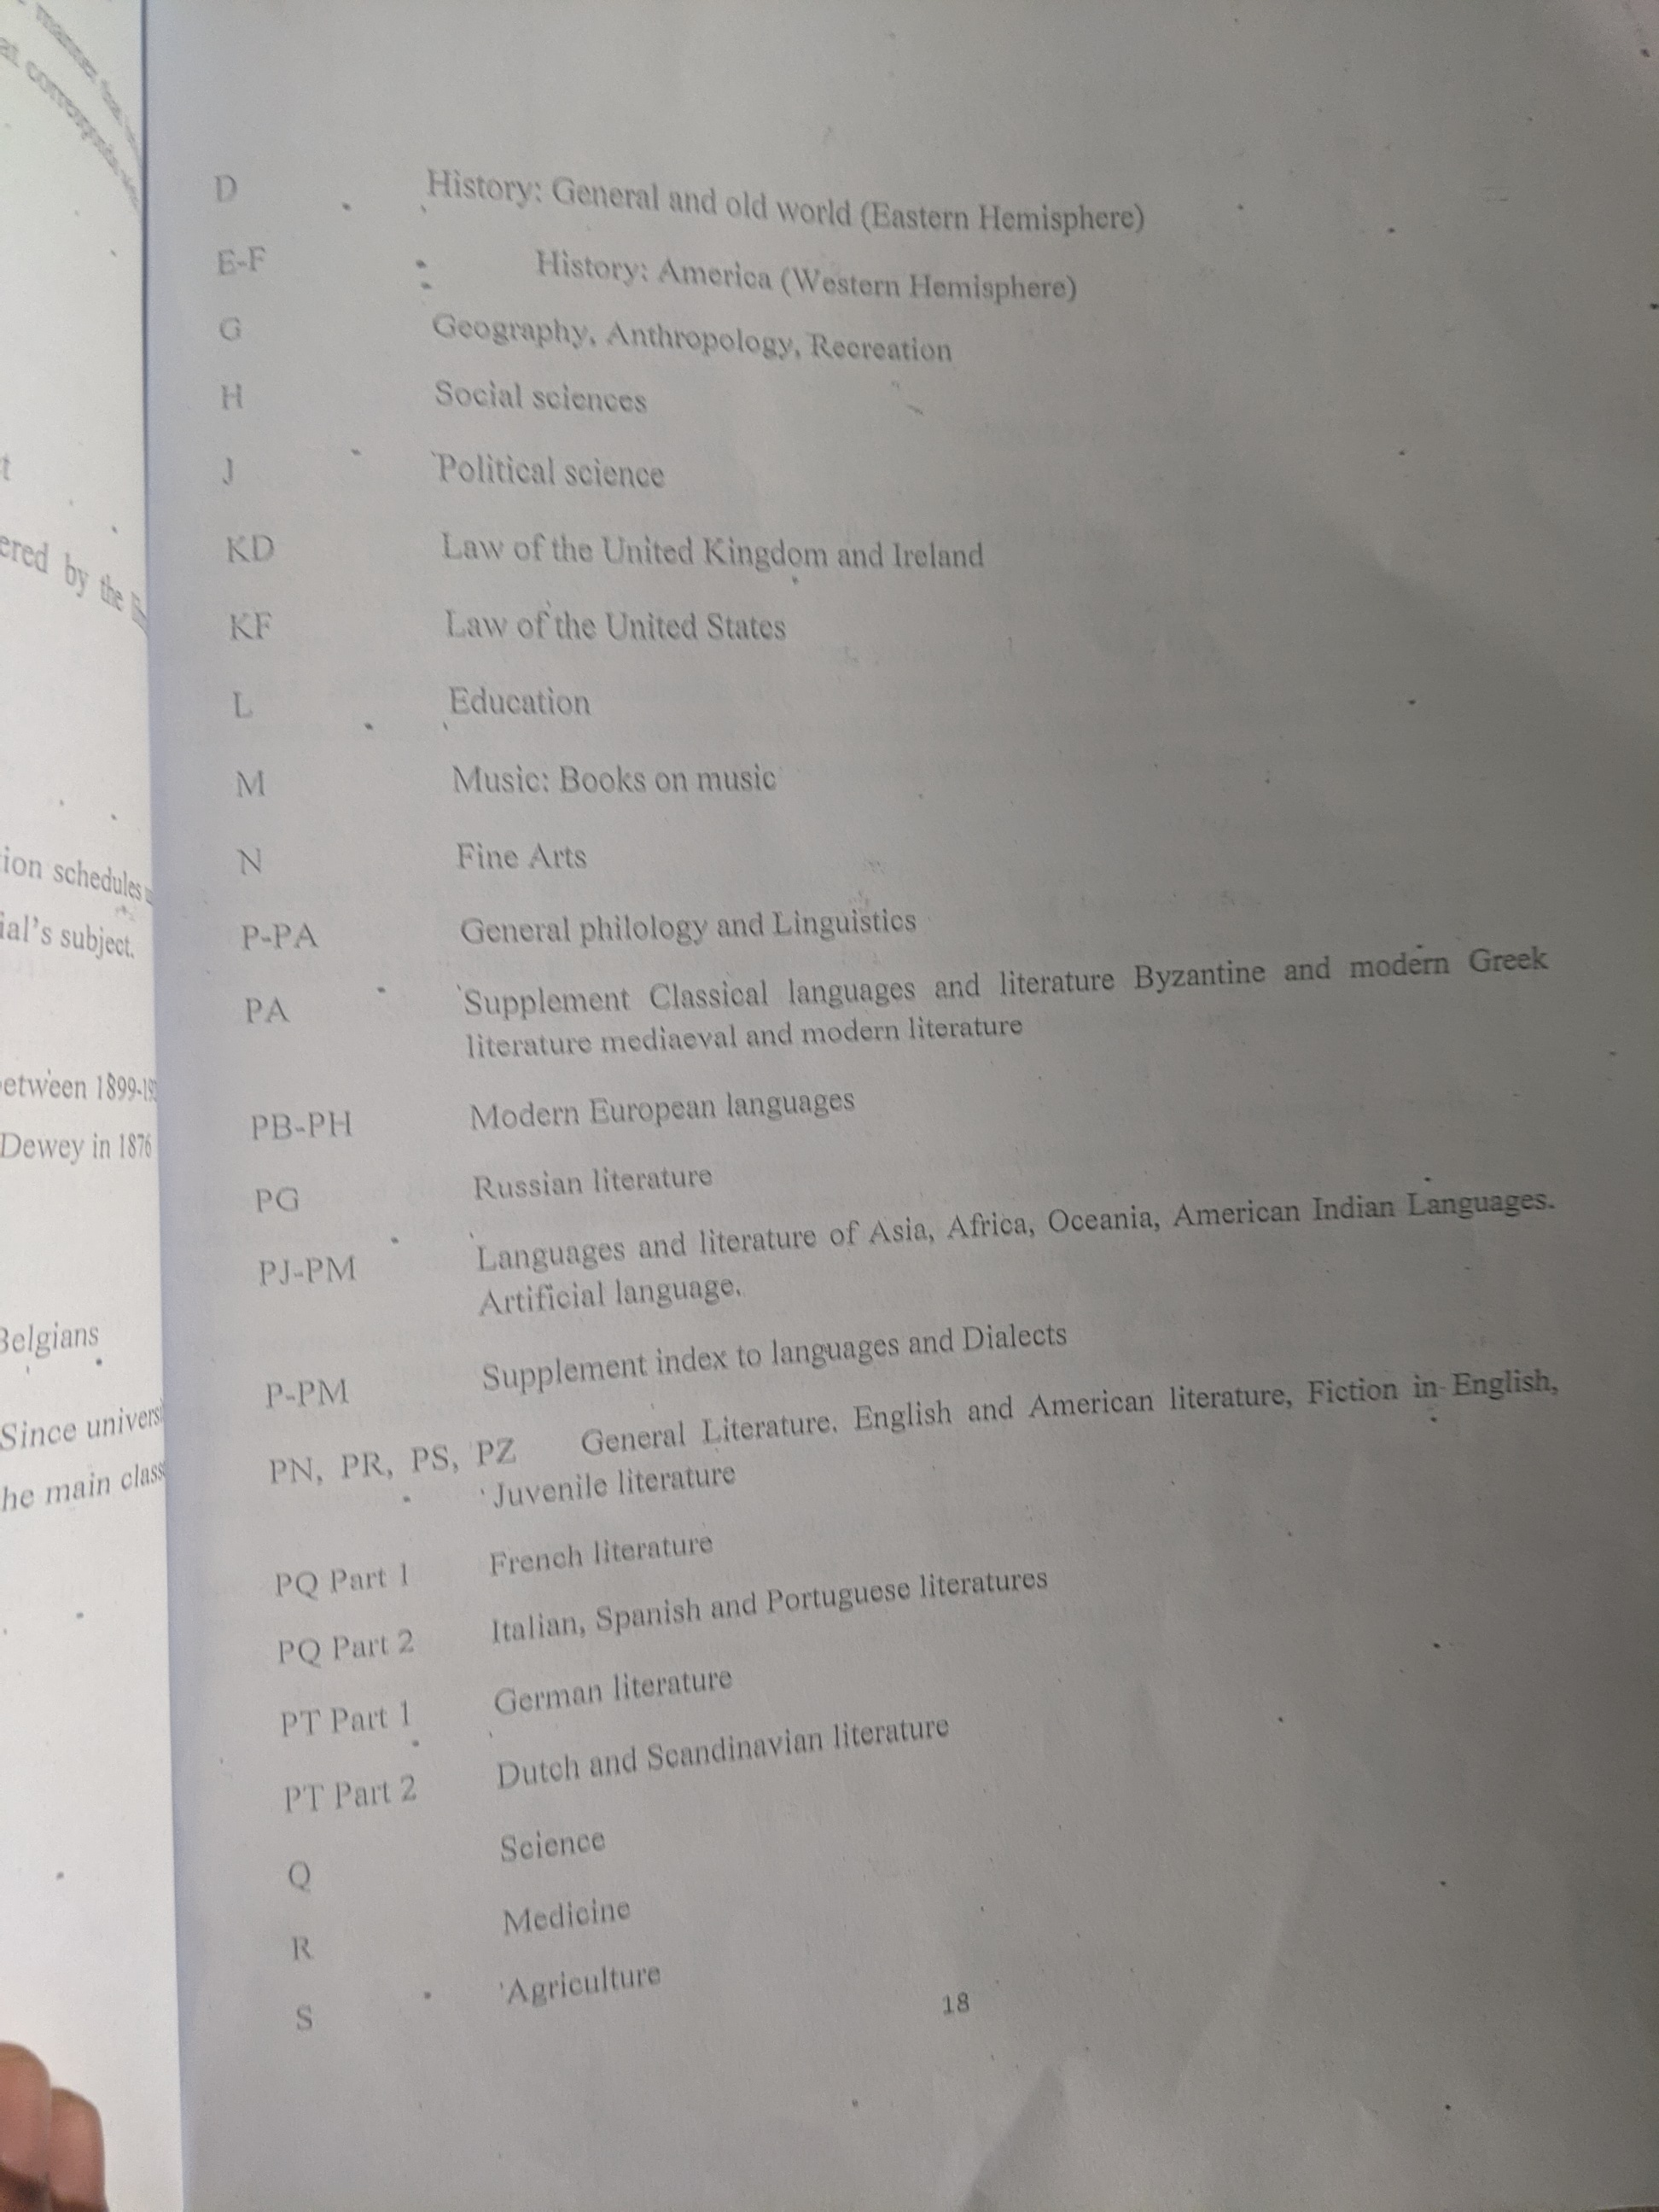 ered by the
ion schedules
ial's subject.
etween 1899-19
Dewey in 1876
Belgians
Since universi
he main class
D History: General and old world (Eastern Hemisphere)
E-F History: America (Western Hemisphere)
G Geography, Anthropology, Recreation
H Social sciences
J Political science
KD Law of the United Kingdom and Ireland
KF Law of the United States
L Education
M Music: Books on music
N Fine Arts
P-PA General philology and Linguistics
PA Supplement Classical languages and literature Byzantine and modern Greek
literature mediaeval and modern literature
PB-PH Modern European languages
PG Russian literature
PJ-PM Languages and literature of Asia, Africa, Oceania, American Indian Languages.
Artificial language.
P-PM Supplement index to languages and Dialects
PN, PR, PS, PZ General Literature. English and American literature, Fiction in English,
Juvenile literature
PQ Part 1 French literature
PQ Part 2 Italian, Spanish and Portuguese literatures
PT Part 1 German literature
PT Part 2 Dutch and Scandinavian literature
Q Science
R Medicine
S Agriculture
18